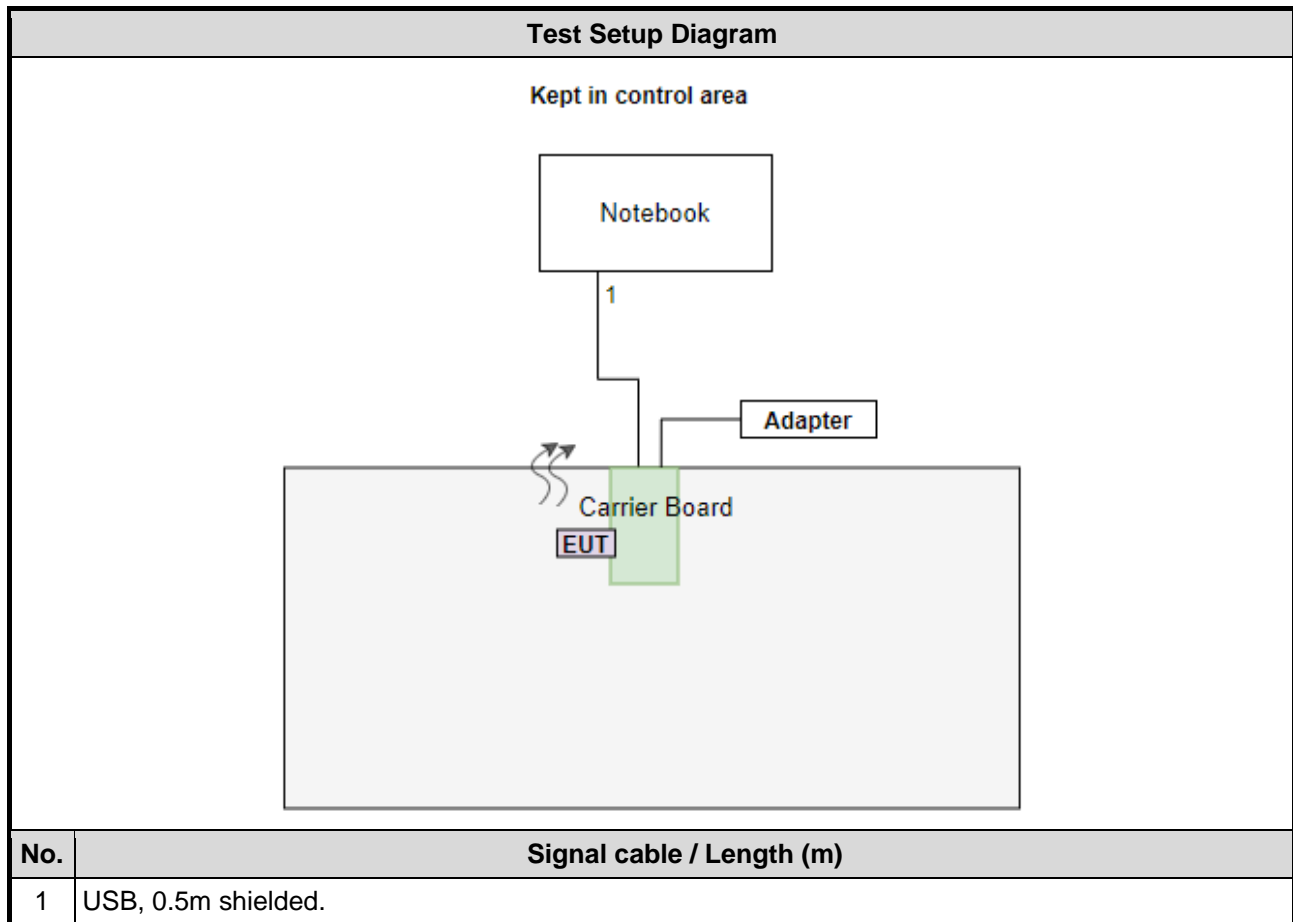 Test Setup Diagram
Kept in control area
Notebook
1
Adapter
Carrier Board
EUT
No. Signal cable / Length (m)
1 USB, 0.5m shielded.